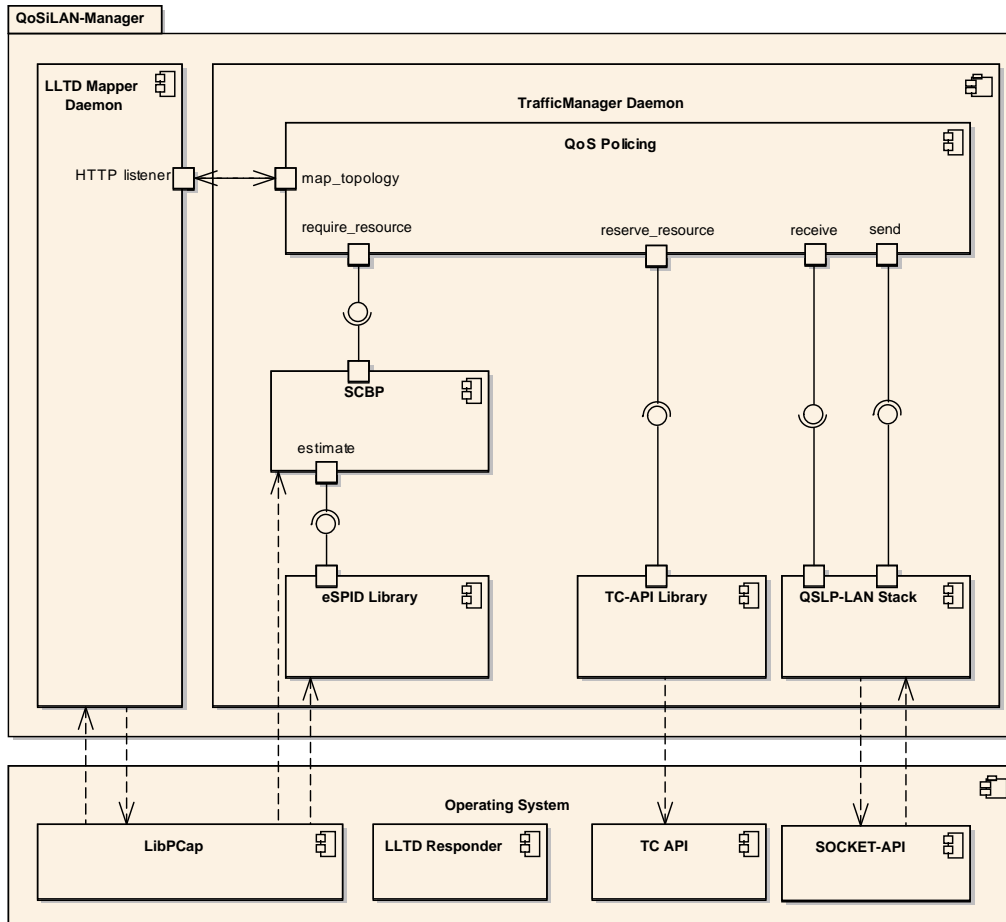 QoSiLAN-Manager
LLTD Mapper
Daemon
TrafficManager Daemon
QoS Policing
HTTP listener
map_topology
require_resource
reserve_resource
receive
send
SCBP
estimate
eSPID Library
TC-API Library
QSLP-LAN Stack
Operating System
LibPCap
LLTD Responder
TC API
SOCKET-API